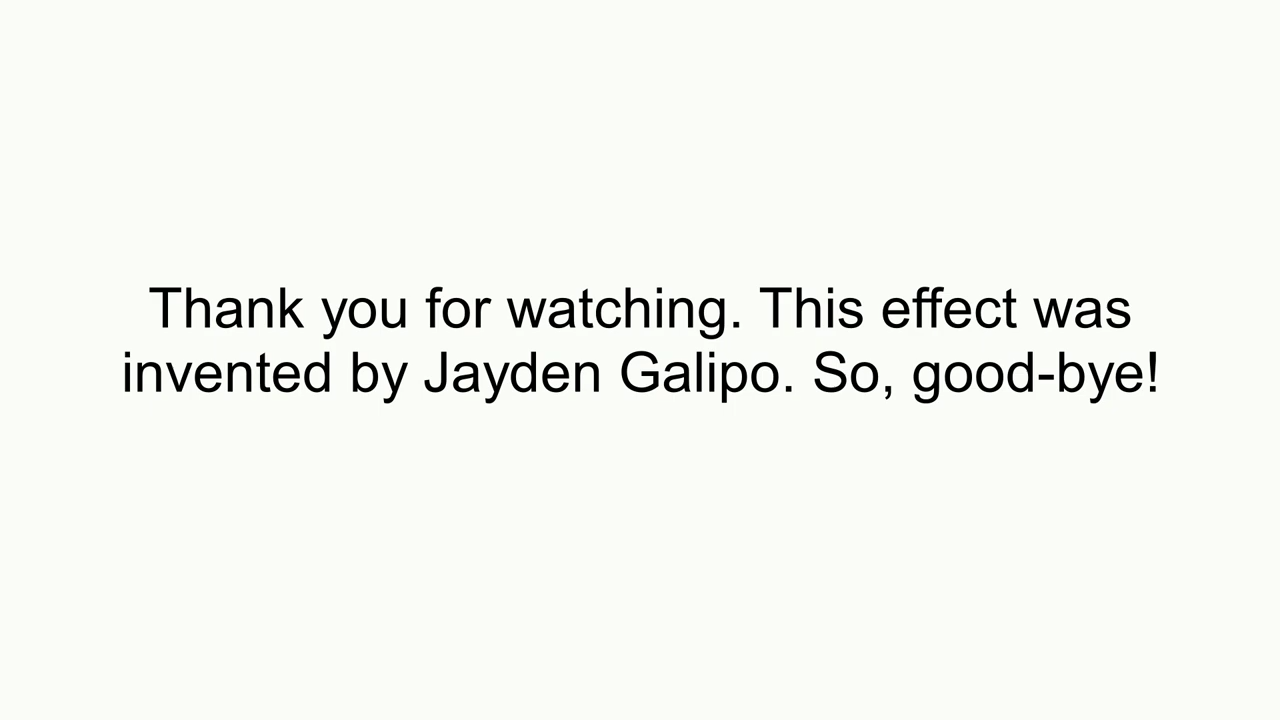 Thank you for watching. This effect was
invented by Jayden Galipo. So, good-bye!